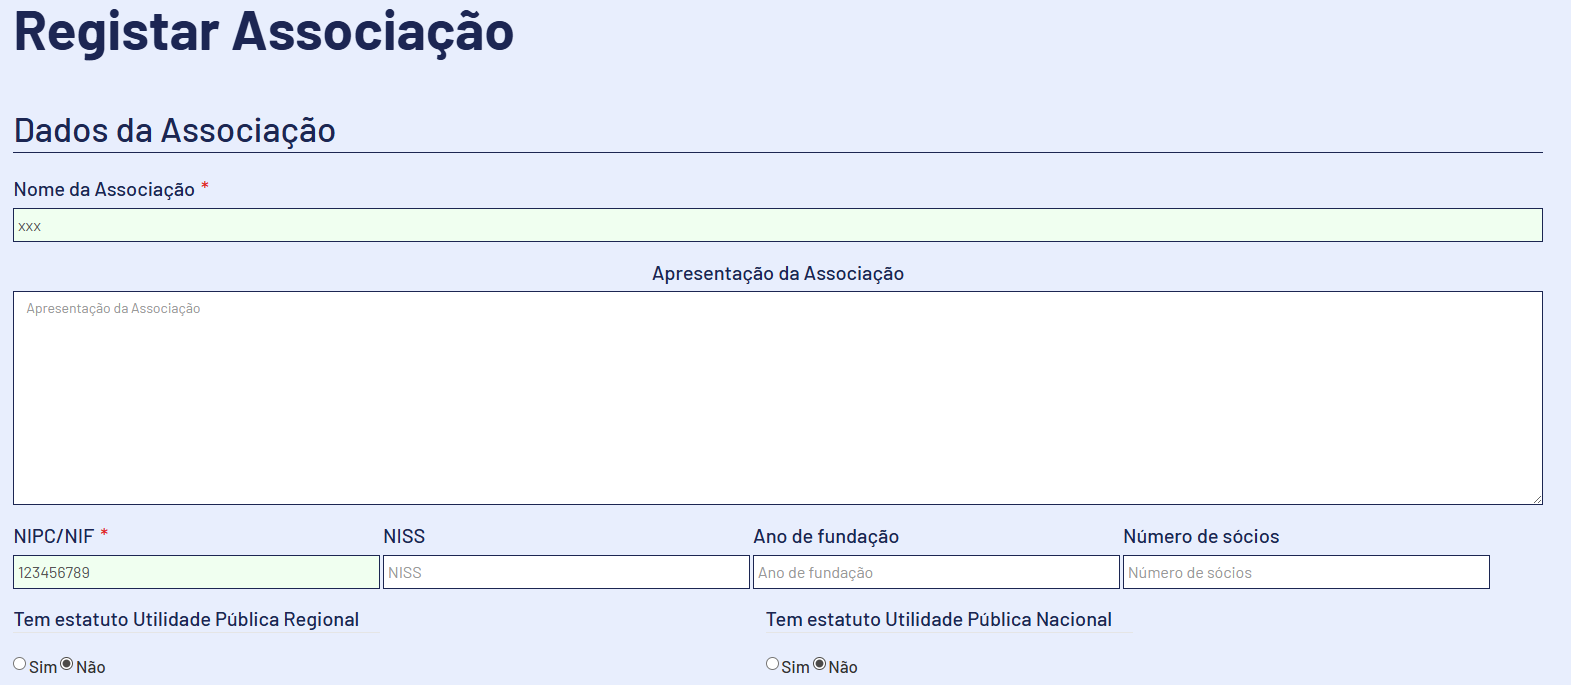 Registar Associação
Dados da Associação
Nome da Associação *
xxx
Apresentação da Associação
Apresentação da Associação
NIPC/NIF * NISS Ano de fundação Número de sócios
123456789 NISS Ano de fundação Número de sócios
Tem estatuto Utilidade Pública Regional Tem estatuto Utilidade Pública Nacional
Sim Não Sim Não